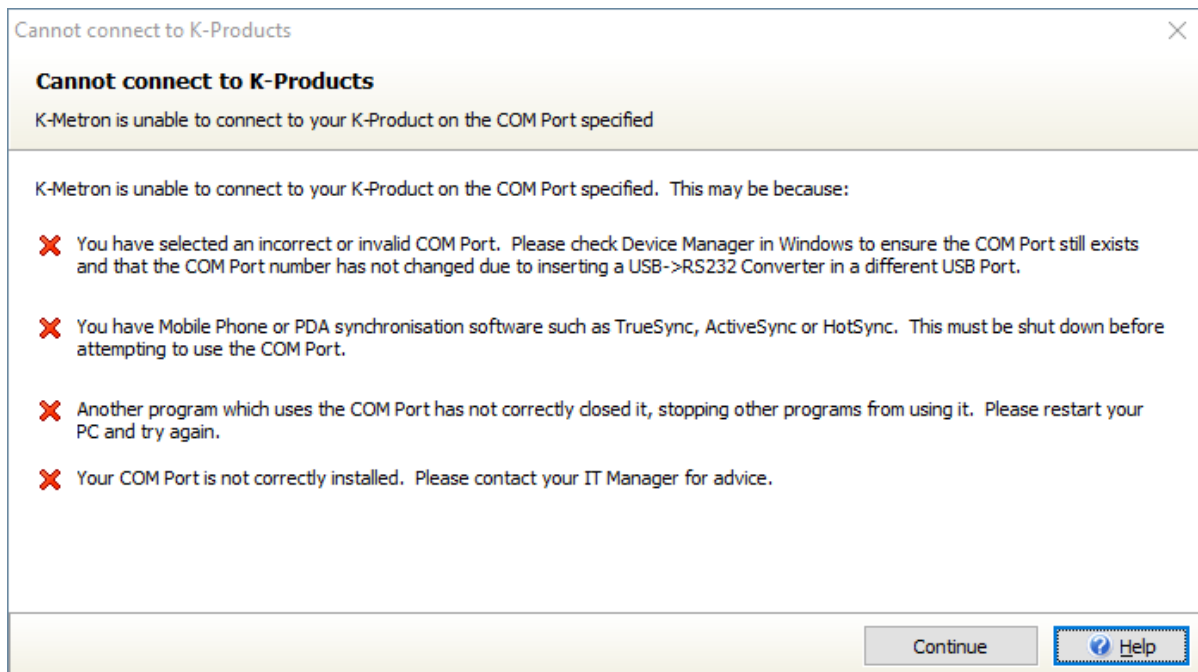 Cannot connect to K-Products
Cannot connect to K-Products
K-Metron is unable to connect to your K-Product on the COM Port specified
K-Metron is unable to connect to your K-Product on the COM Port specified.  This may be because:
You have selected an incorrect or invalid COM Port.  Please check Device Manager in Windows to ensure the COM Port still exists
and that the COM Port number has not changed due to inserting a USB->RS232 Converter in a different USB Port.
You have Mobile Phone or PDA synchronisation software such as TrueSync, ActiveSync or HotSync.  This must be shut down before
attempting to use the COM Port.
Another program which uses the COM Port has not correctly closed it, stopping other programs from using it.  Please restart your
PC and try again.
Your COM Port is not correctly installed.  Please contact your IT Manager for advice.
Continue
Help